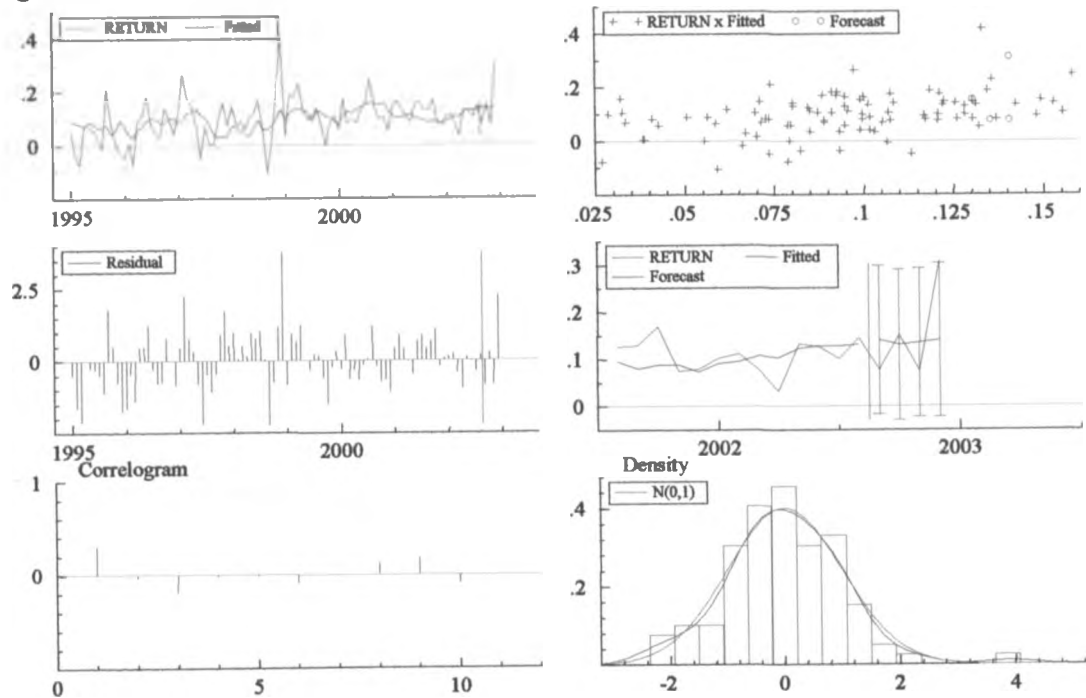 RETURN Fitted
.4
.2
0
1995 2000
RETURN x Fitted Forecast
.4
.2
0
.025 .05 .075 .1 .125 .15
Residual
2.5
0
1995 2000
RETURN Fitted
Forecast
.3
.2
.1
0
2002 2003
Correlogram
1
0
0 5 10
Density
N(0,1)
.4
.2
-2 0 2 4